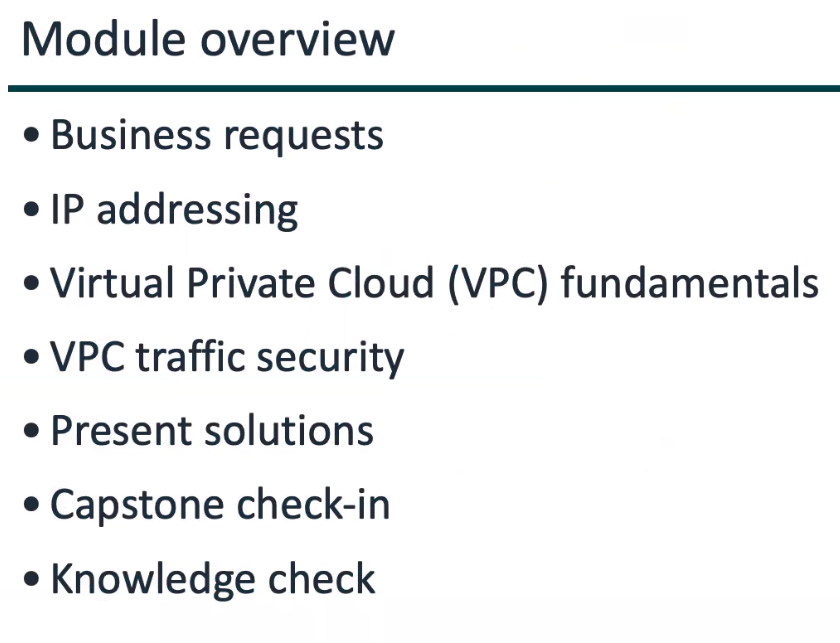 Module overview
• Business requests
• IP addressing
• Virtual Private Cloud (VPC) fundamentals
• VPC traffic security
• Present solutions
• Capstone check-in
• Knowledge check